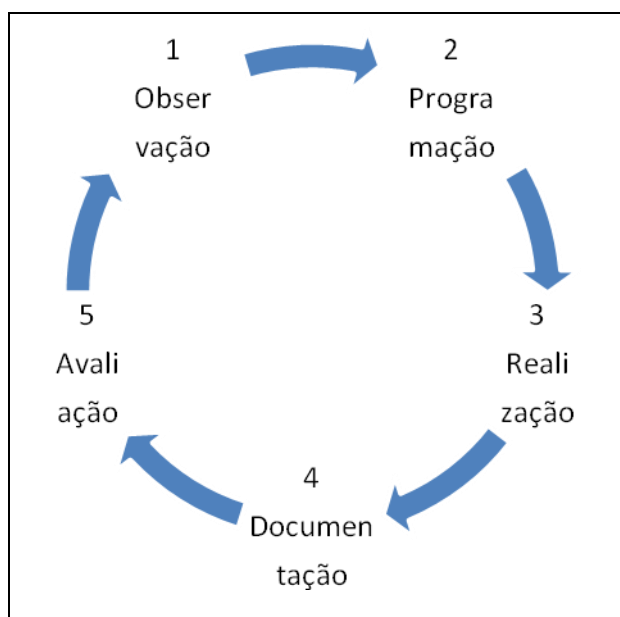 1
Obser
vação
2
Progra
mação
3
Reali
zação
4
Documen
tação
5
Avali
ação